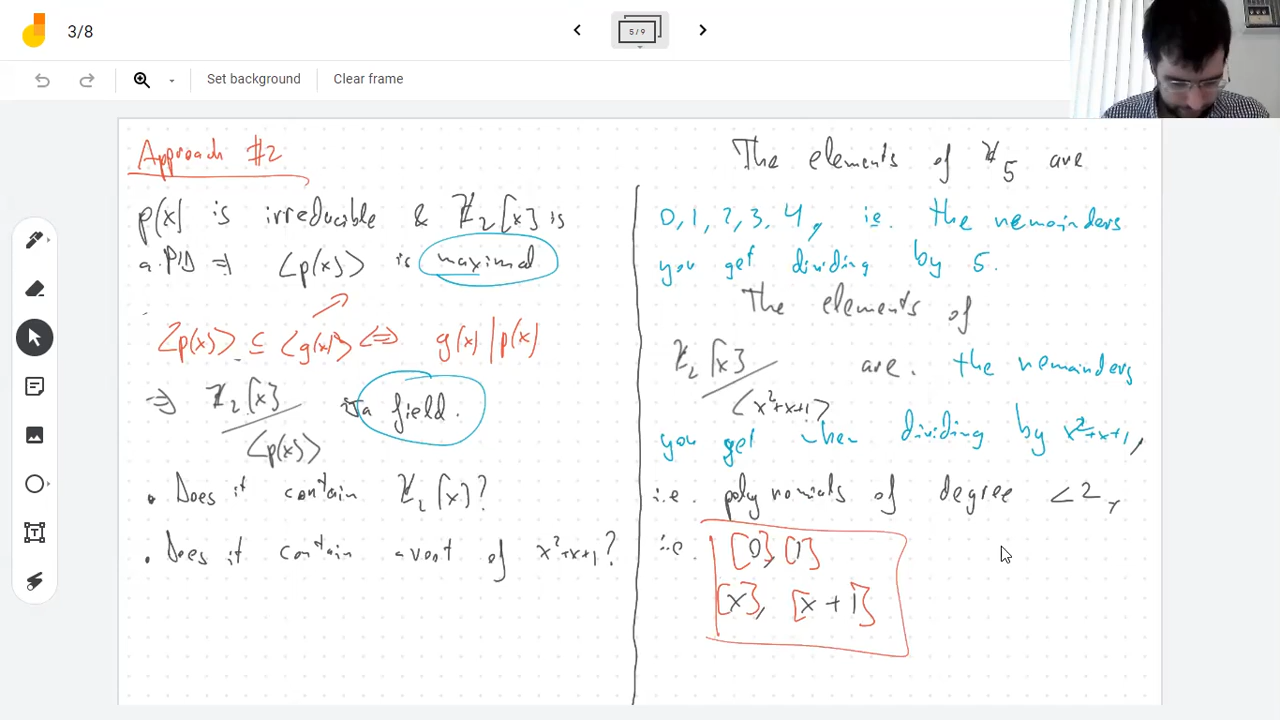 3/8
5/9
Set background
Clear frame
Approach #2
p(x) is irreducible & ℤ₂[x] is
a PID ⇒ <p(x)> is maximal
<p(x)> ⊆ <g(x)> ⇔ g(x) | p(x)
⇒ ℤ₂[x] / <p(x)> is a field.
• Does it contain ℤ₂[x]?
• Does it contain a root of x²+x+1?
The elements of ℤ₅ are
0, 1, 2, 3, 4, ie. the remainders
you get dividing by 5.
The elements of
ℤ₂[x] / <x²+x+1> are. the remainders
you get when dividing by x²+x+1,
i.e. polynomials of degree <2,
i.e. [0], [1]
[x], [x+1]